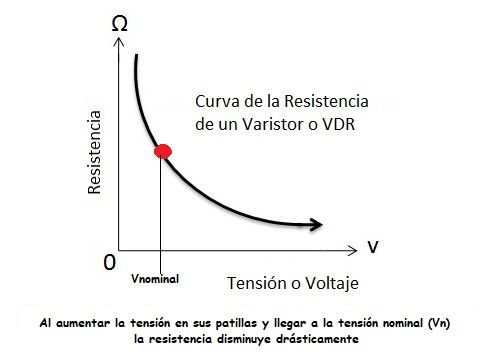 Ω
Curva de la Resistencia
de un Varistor o VDR
Resistencia
0
Vnominal
V
Tensión o Voltaje
Al aumentar la tensión en sus patillas y llegar a la tensión nominal (Vn)
la resistencia disminuye drásticamente